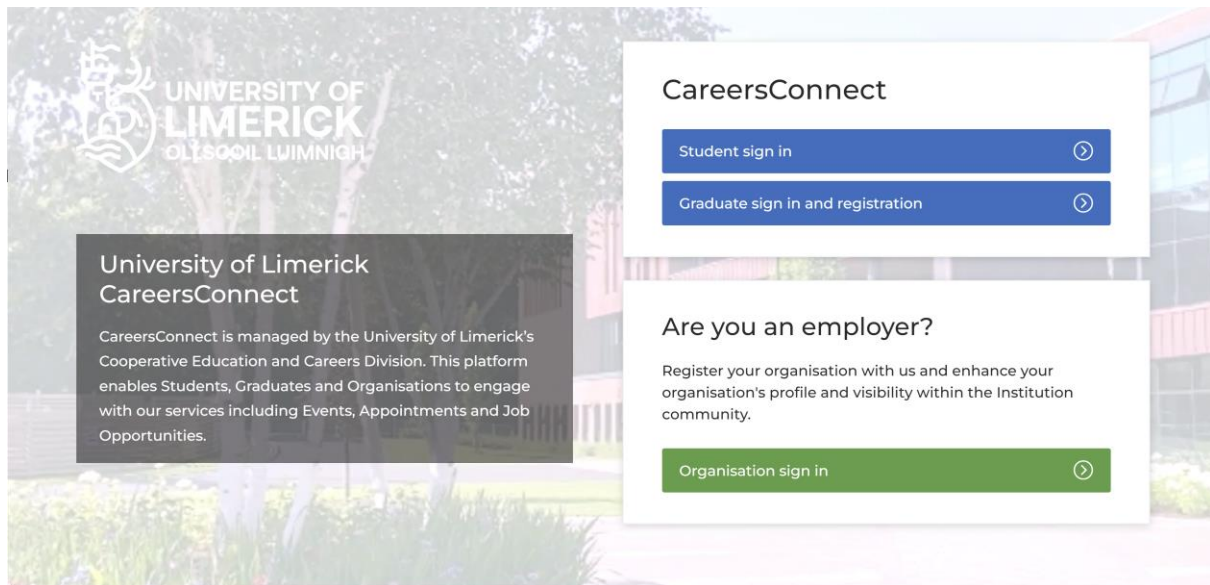 UNIVERSITY OF
LIMERICK
OLLSCOIL LUIMNIGH
University of Limerick
CareersConnect
CareersConnect is managed by the University of Limerick's
Cooperative Education and Careers Division. This platform
enables Students, Graduates and Organisations to engage
with our services including Events, Appointments and Job
Opportunities.
CareersConnect
Student sign in
Graduate sign in and registration
Are you an employer?
Register your organisation with us and enhance your
organisation's profile and visibility within the Institution
community.
Organisation sign in